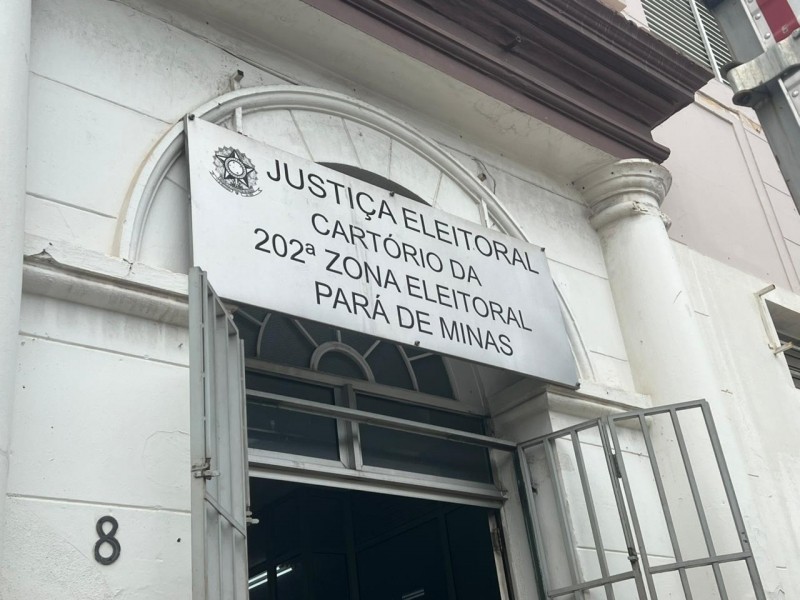 JUSTIÇA ELEITORAL
CARTÓRIO DA
202ª ZONA ELEITORAL
PARÁ DE MINAS
8